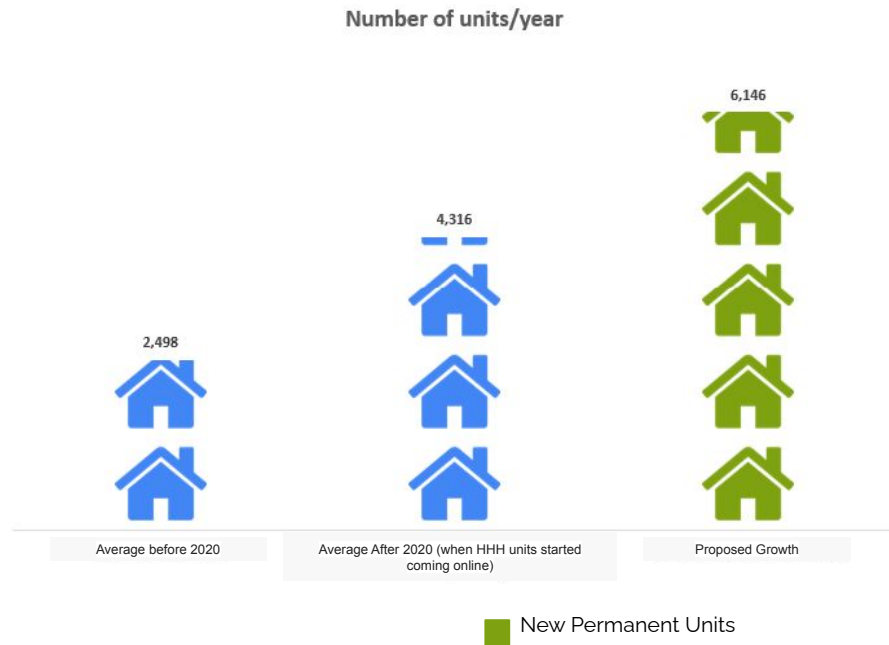 Number of units/year
6,146
4,316
2,498
Average before 2020
Average After 2020 (when HHH units started
coming online)
Proposed Growth
New Permanent Units